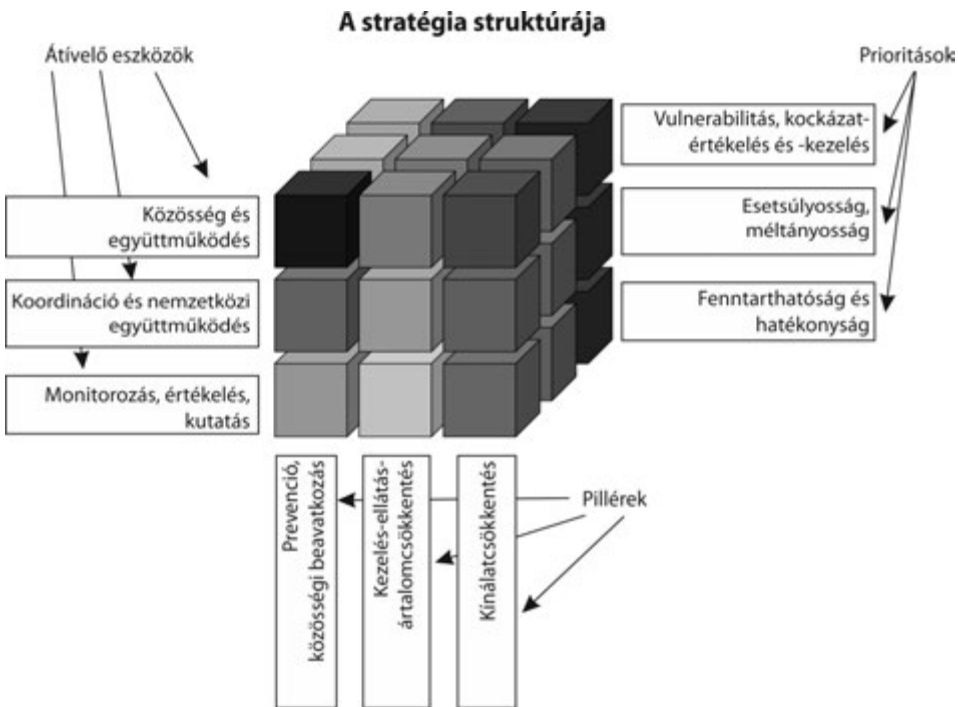 A stratégia struktúrája
Átívelő eszközök
Prioritások
Vulnerabilitás, kockázat-
értékelés és -kezelés
Közösség és
együttműködés
Esetsúlyosság,
méltányosság
Koordináció és nemzetközi
együttműködés
Fenntarthatóság és
hatékonyság
Monitorozás, értékelés,
kutatás
Prevenció,
közösségi beavatkozás
Kezelés-ellátás-
ártalomcsökkentés
Kínálatcsökkentés
Pillérek